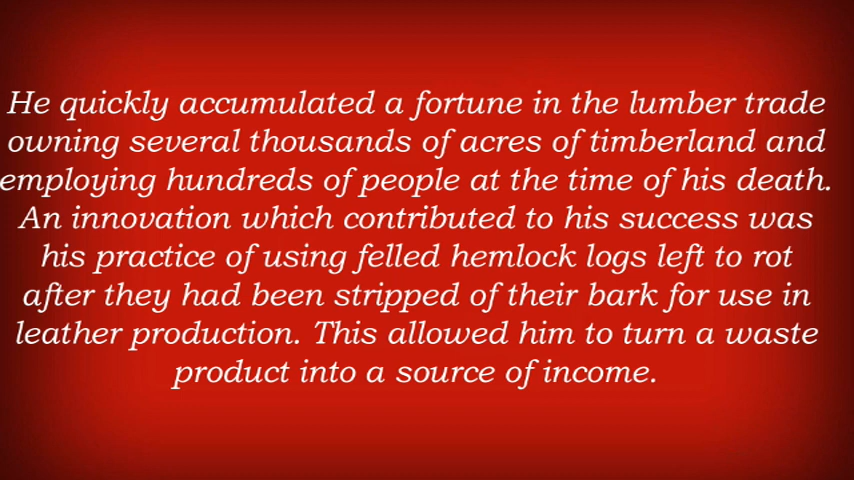 He quickly accumulated a fortune in the lumber trade
owning several thousands of acres of timberland and
employing hundreds of people at the time of his death.
An innovation which contributed to his success was
his practice of using felled hemlock logs left to rot
after they had been stripped of their bark for use in
leather production. This allowed him to turn a waste
product into a source of income.